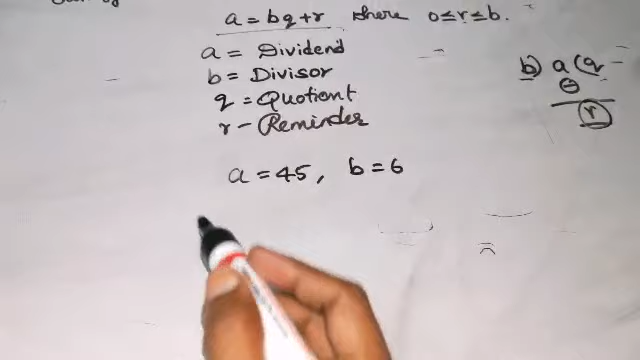 a = bq + r where 0 ≤ r ≤ b.
a = Dividend
b = Divisor
q = Quotient
r - Reminder
b) a (q
⊖
r
a = 45, b = 6